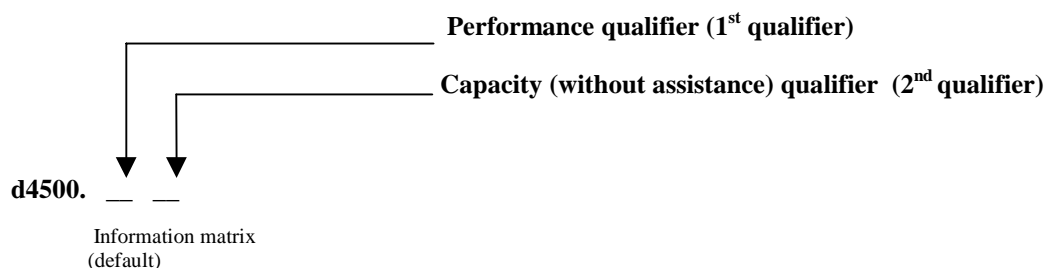 Performance qualifier (1st qualifier)
Capacity (without assistance) qualifier (2nd qualifier)
d4500. __ __
Information matrix
(default)